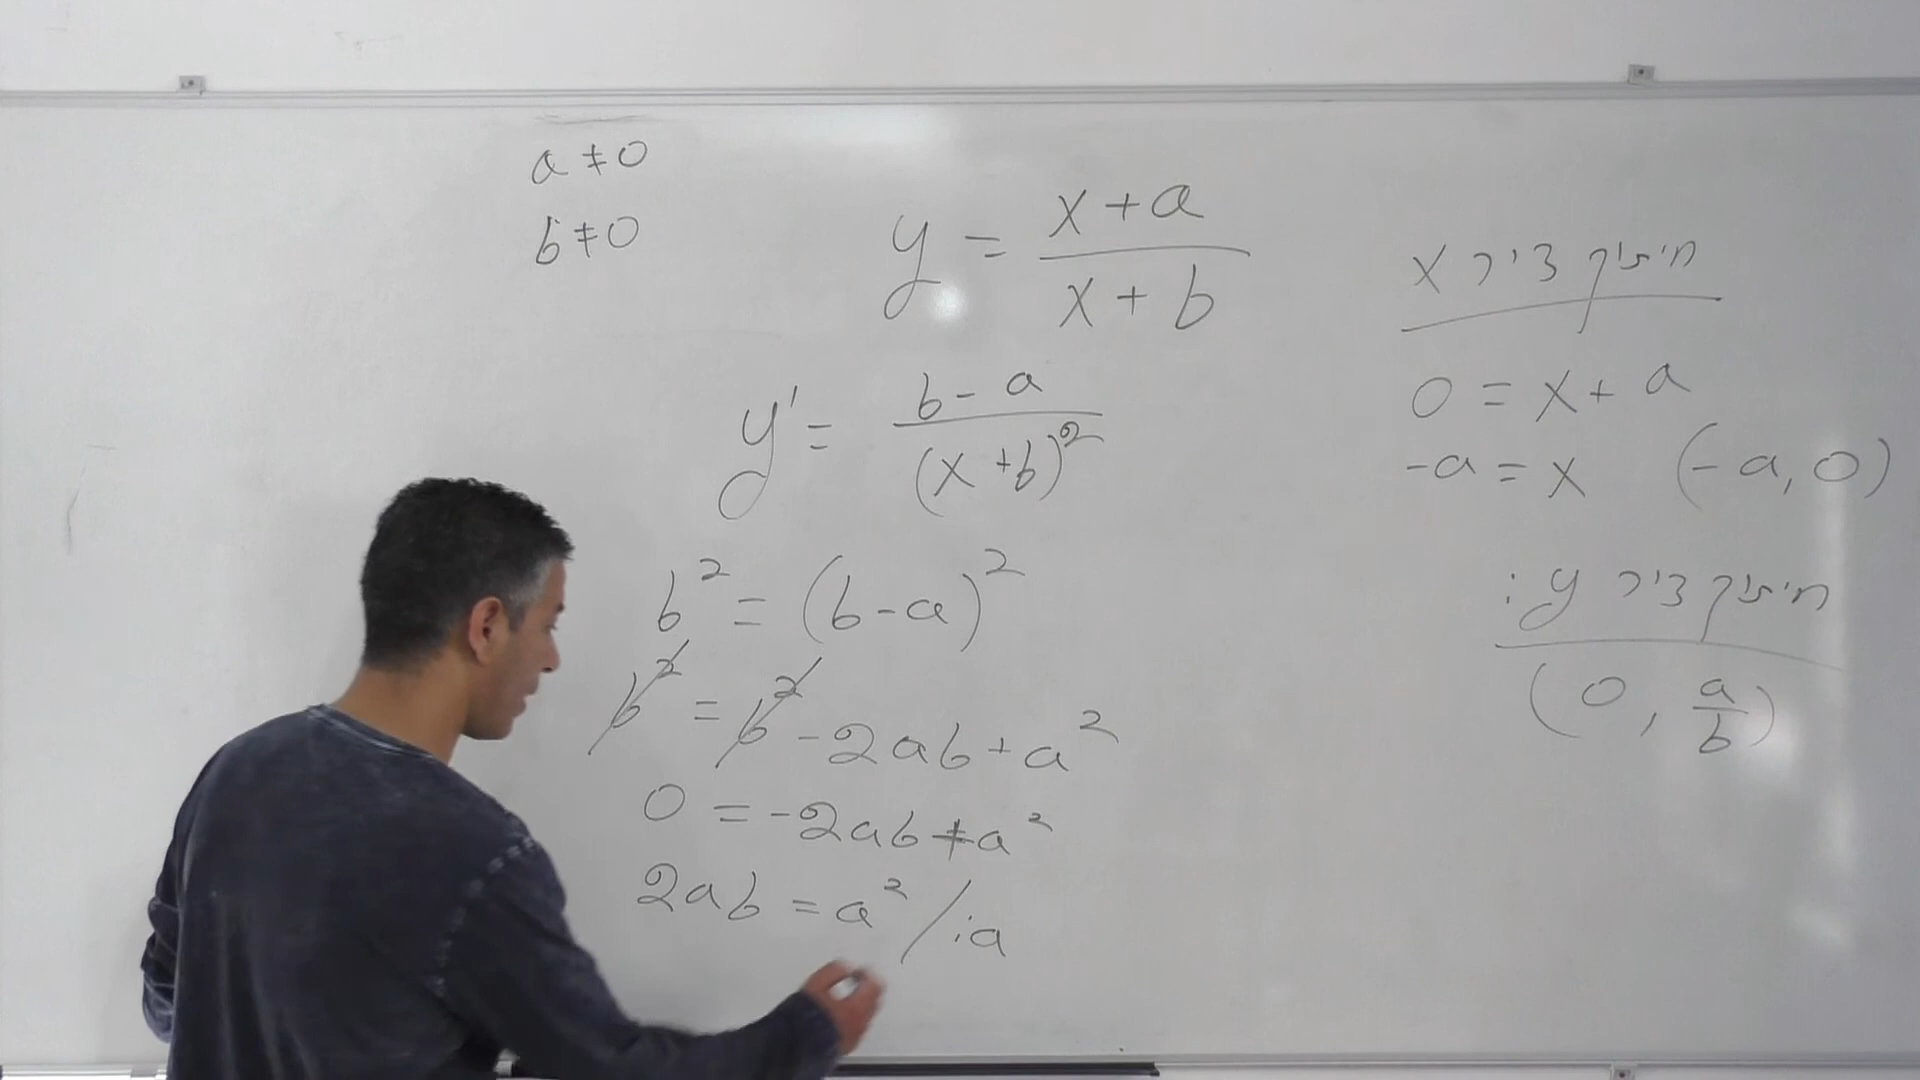 a ≠ 0
b ≠ 0
y = (x + a)/(x + b)
y' = (b - a)/(x + b)²
b² = (b - a)²
b² = b² - 2ab + a²
0 = -2ab + a²
2ab = a² / :a
חיתוך ציר x
0 = x + a
-a = x (-a, 0)
חיתוך ציר y:
(0, a/b)